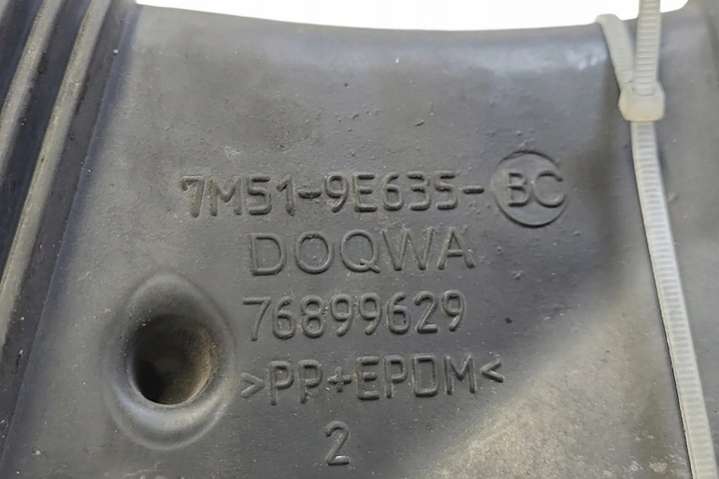 7M51-9E635-BC
DOQWA
76899629
>PP+EPDM<
2